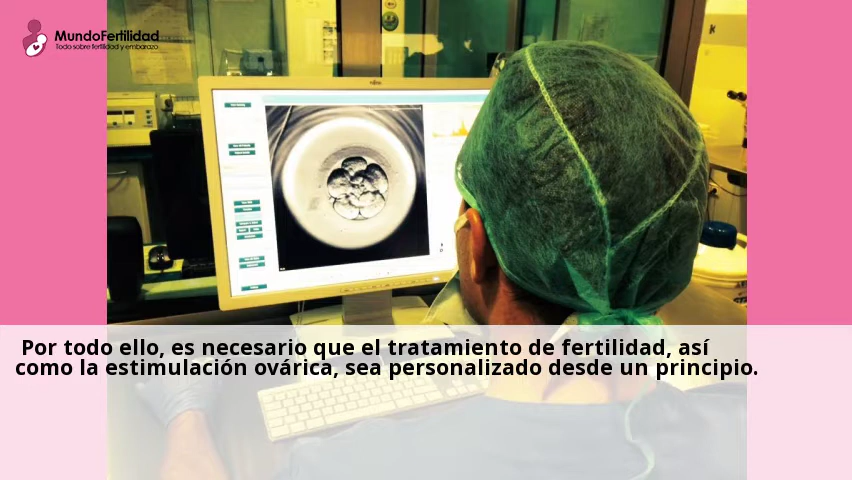 MundoFertilidad
Todo sobre fertilidad y embarazo
Por todo ello, es necesario que el tratamiento de fertilidad, así
como la estimulación ovárica, sea personalizado desde un principio.